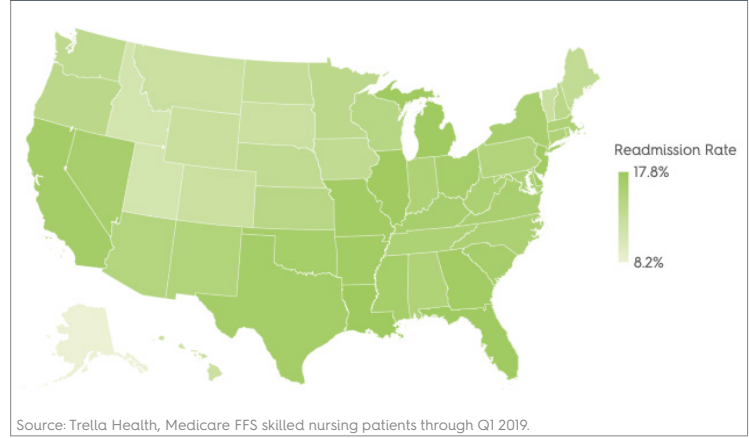 Readmission Rate
17.8%
8.2%
Source: Trella Health, Medicare FFS skilled nursing patients through Q1 2019.